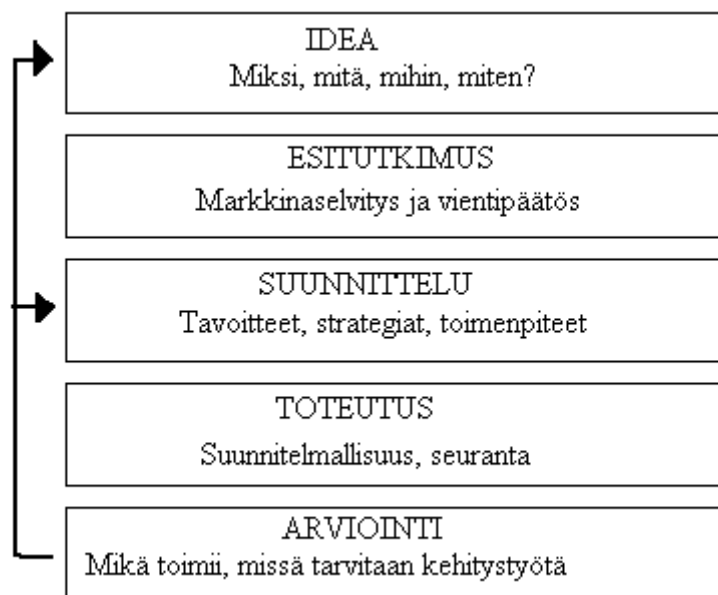 IDEA
Miksi, mitä, mihin, miten?
ESITUTKIMUS
Markkinaselvitys ja vientipäätös
SUUNNITTELU
Tavoitteet, strategiat, toimenpiteet
TOTEUTUS
Suunnitelmallisuus, seuranta
ARVIOINTI
Mikä toimii, missä tarvitaan kehitystyötä